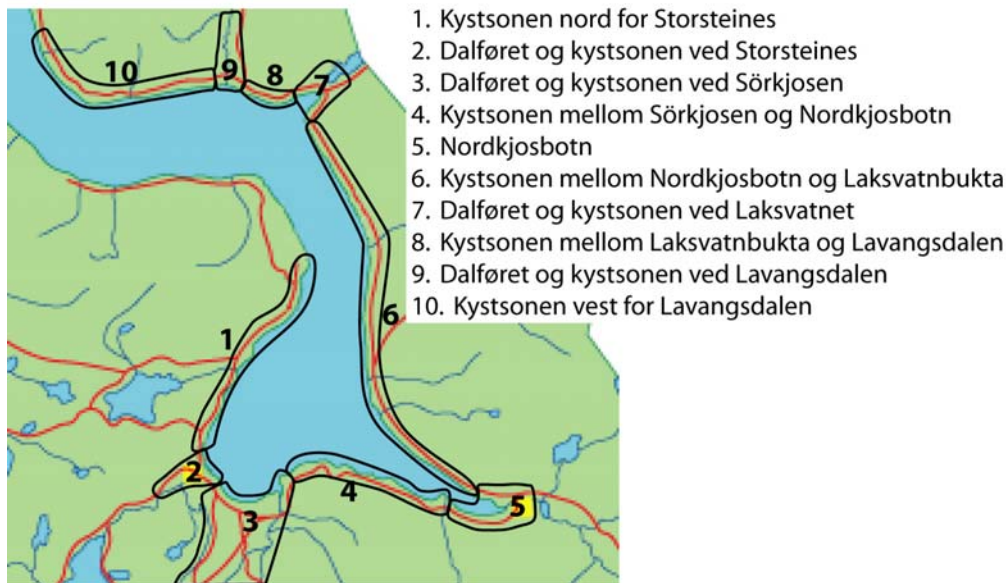 1. Kystsonen nord for Storsteines
2. Dalføret og kystsonen ved Storsteines
3. Dalføret og kystsonen ved Sörkjosen
4. Kystsonen mellom Sörkjosen og Nordkjosbotn
5. Nordkjosbotn
6. Kystsonen mellom Nordkjosbotn og Laksvatnbukta
7. Dalføret og kystsonen ved Laksvatnet
8. Kystsonen mellom Laksvatnbukta og Lavangsdalen
9. Dalføret og kystsonen ved Lavangsdalen
10. Kystsonen vest for Lavangsdalen
10
9
8
7
6
1
2
3
4
5